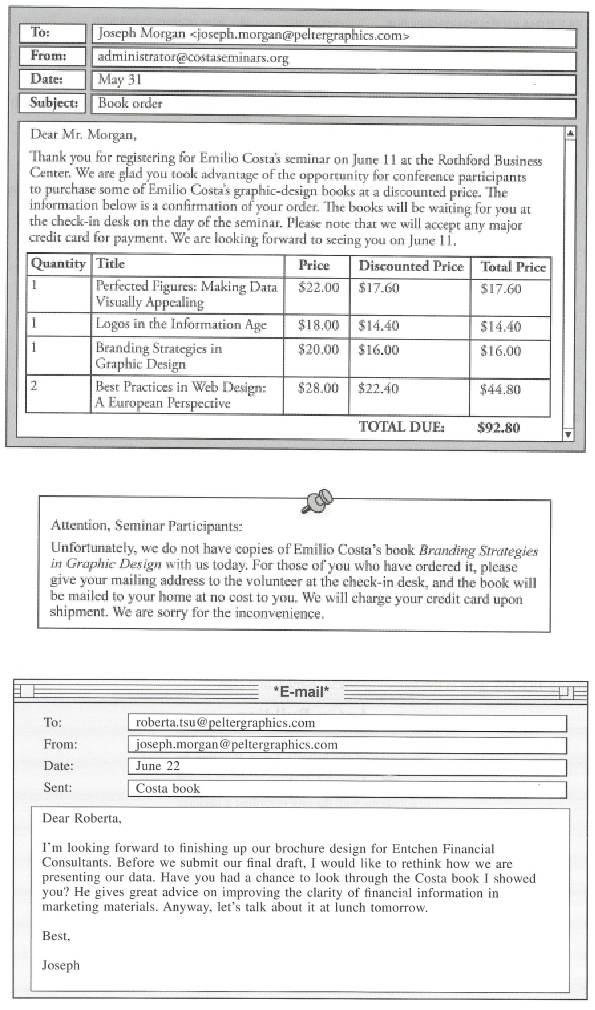 To: Joseph Morgan <joseph.morgan@peltergraphics.com>
From: administrator@costaseminars.org
Date: May 31
Subject: Book order
Dear Mr. Morgan,
Thank you for registering for Emilio Costa's seminar on June 11 at the Rothford Business
Center. We are glad you took advantage of the opportunity for conference participants
to purchase some of Emilio Costa's graphic-design books at a discounted price. The
information below is a confirmation of your order. The books will be waiting for you at
the check-in desk on the day of the seminar. Please note that we will accept any major
credit card for payment. We are looking forward to seeing you on June 11.
Quantity Title Price Discounted Price Total Price
1 Perfected Figures: Making Data $22.00 $17.60 $17.60
Visually Appealing
1 Logos in the Information Age $18.00 $14.40 $14.40
1 Branding Strategies in $20.00 $16.00 $16.00
Graphic Design
2 Best Practices in Web Design: $28.00 $22.40 $44.80
A European Perspective
TOTAL DUE: $92.80
Attention, Seminar Participants:
Unfortunately, we do not have copies of Emilio Costa's book Branding Strategies
in Graphic Design with us today. For those of you who have ordered it, please
give your mailing address to the volunteer at the check-in desk, and the book will
be mailed to your home at no cost to you. We will charge your credit card upon
shipment. We are sorry for the inconvenience.
*E-mail*
To: roberta.tsu@peltergraphics.com
From: joseph.morgan@peltergraphics.com
Date: June 22
Sent: Costa book
Dear Roberta,
I'm looking forward to finishing up our brochure design for Entchen Financial
Consultants. Before we submit our final draft, I would like to rethink how we are
presenting our data. Have you had a chance to look through the Costa book I showed
you? He gives great advice on improving the clarity of financial information in
marketing materials. Anyway, let's talk about it at lunch tomorrow.
Best,
Joseph